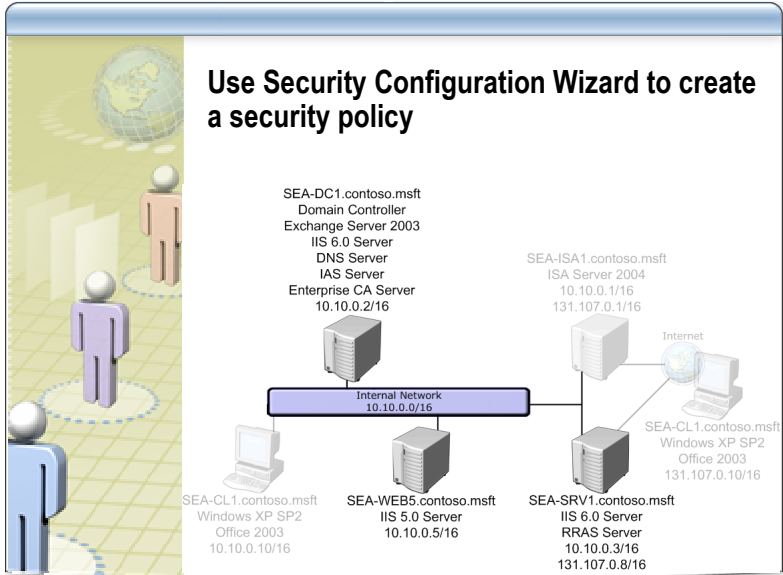 Use Security Configuration Wizard to create
a security policy
SEA-DC1.contoso.msft
Domain Controller
Exchange Server 2003
IIS 6.0 Server
DNS Server
IAS Server
Enterprise CA Server
10.10.0.2/16
SEA-ISA1.contoso.msft
ISA Server 2004
10.10.0.1/16
131.107.0.1/16
Internet
Internal Network
10.10.0.0/16
SEA-CL1.contoso.msft
Windows XP SP2
Office 2003
131.107.0.10/16
SEA-CL1.contoso.msft
Windows XP SP2
Office 2003
10.10.0.10/16
SEA-WEB5.contoso.msft
IIS 5.0 Server
10.10.0.5/16
SEA-SRV1.contoso.msft
IIS 6.0 Server
RRAS Server
10.10.0.3/16
131.107.0.8/16